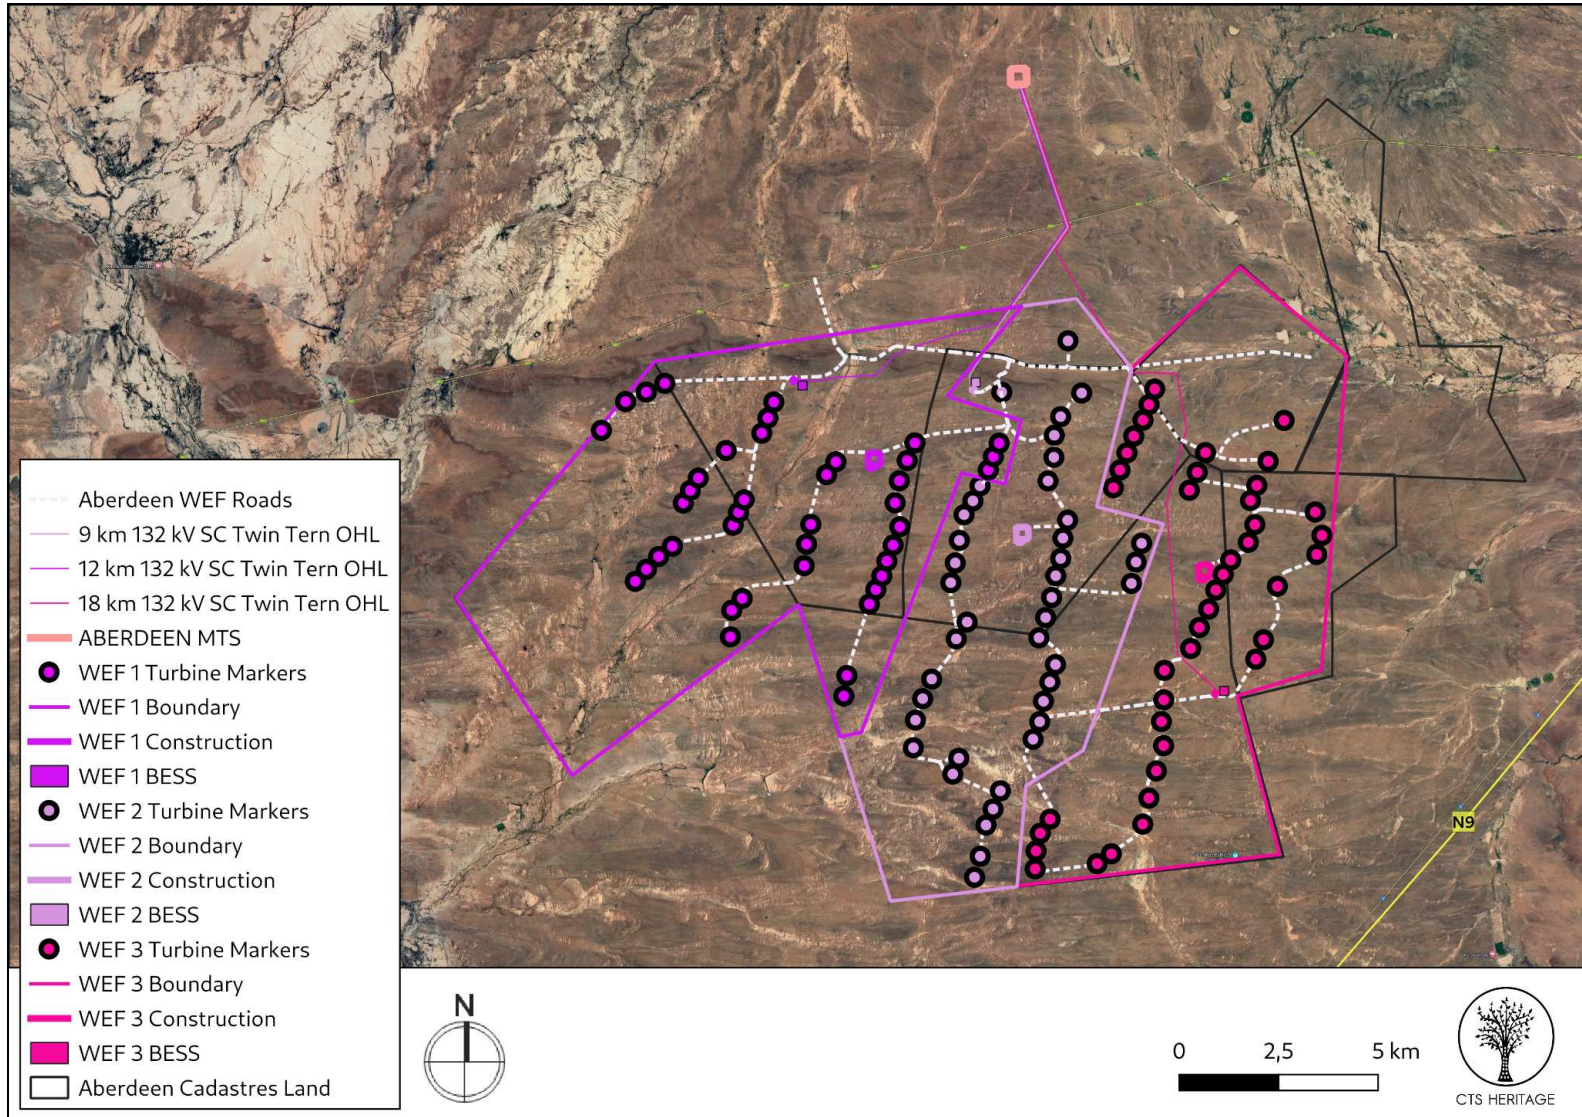 Aberdeen WEF Roads
9 km 132 kV SC Twin Tern OHL
12 km 132 kV SC Twin Tern OHL
18 km 132 kV SC Twin Tern OHL
ABERDEEN MTS
WEF 1 Turbine Markers
WEF 1 Boundary
WEF 1 Construction
WEF 1 BESS
WEF 2 Turbine Markers
WEF 2 Boundary
WEF 2 Construction
WEF 2 BESS
WEF 3 Turbine Markers
WEF 3 Boundary
WEF 3 Construction
WEF 3 BESS
Aberdeen Cadastres Land
N9
N
0 2,5 5 km
CTS HERITAGE